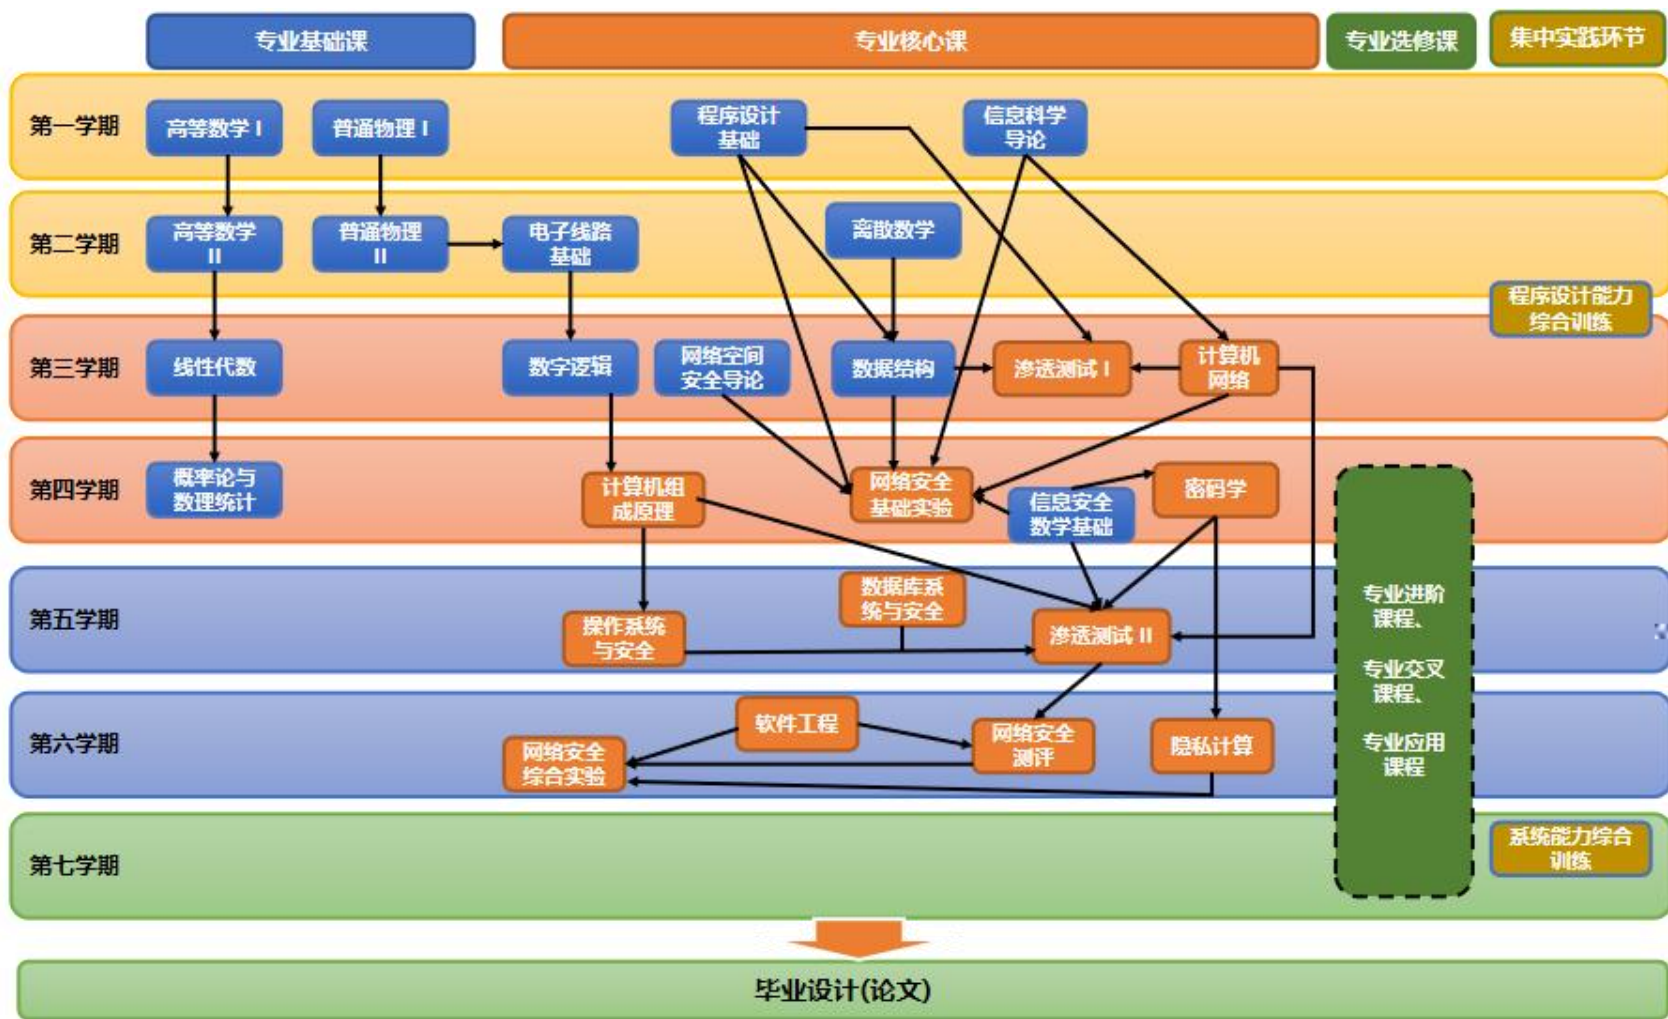 专业基础课
专业核心课
专业选修课
集中实践环节
第一学期
高等数学 I
普通物理 I
程序设计
基础
信息科学
导论
第二学期
高等数学
II
普通物理
II
电子线路
基础
离散数学
程序设计能力
综合训练
第三学期
线性代数
数字逻辑
网络空间
安全导论
数据结构
渗透测试 I
计算机
网络
第四学期
概率论与
数理统计
计算机组
成原理
网络安全
基础实验
信息安全
数学基础
密码学
第五学期
操作系统
与安全
数据库系
统与安全
渗透测试 II
专业进阶
课程、
专业交叉
课程、
专业应用
课程
第六学期
网络安全
综合实验
软件工程
网络安全
测评
隐私计算
第七学期
系统能力综合
训练
毕业设计(论文)